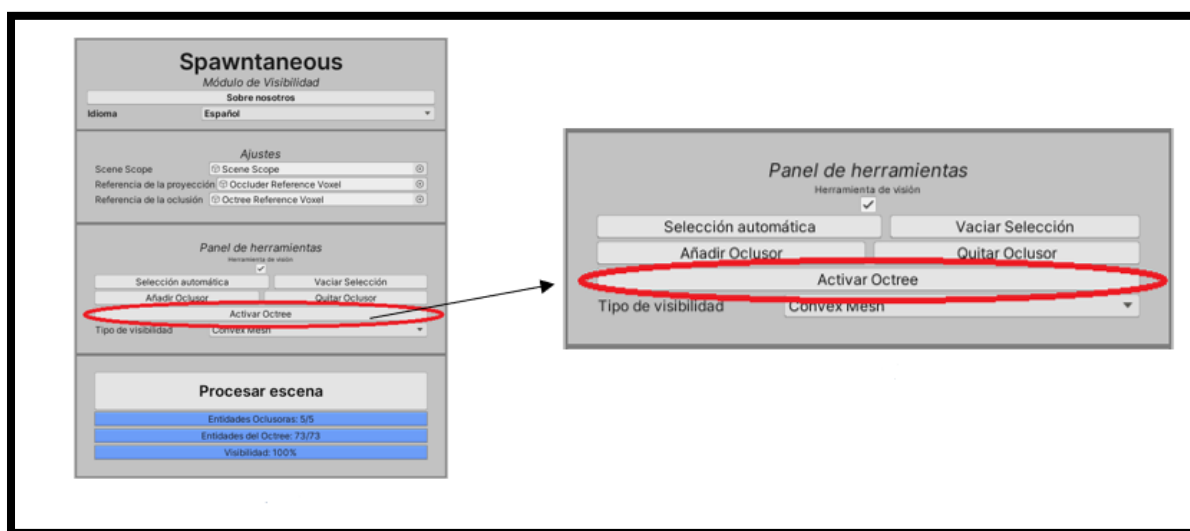 Spawntaneous
Módulo de Visibilidad
Sobre nosotros
Idioma Español
Ajustes
Scene Scope Scene Scope
Referencia de la proyección Occluder Reference Voxel
Referencia de la oclusión Octree Reference Voxel
Panel de herramientas
Herramienta de visión
Selección automática Vaciar Selección
Añadir Oclusor Quitar Oclusor
Activar Octree
Tipo de visibilidad Convex Mesh
Procesar escena
Entidades Oclusoras: 5/5
Entidades del Octree: 73/73
Visibilidad: 100%
Panel de herramientas
Herramienta de visión
Selección automática Vaciar Selección
Añadir Oclusor Quitar Oclusor
Activar Octree
Tipo de visibilidad Convex Mesh